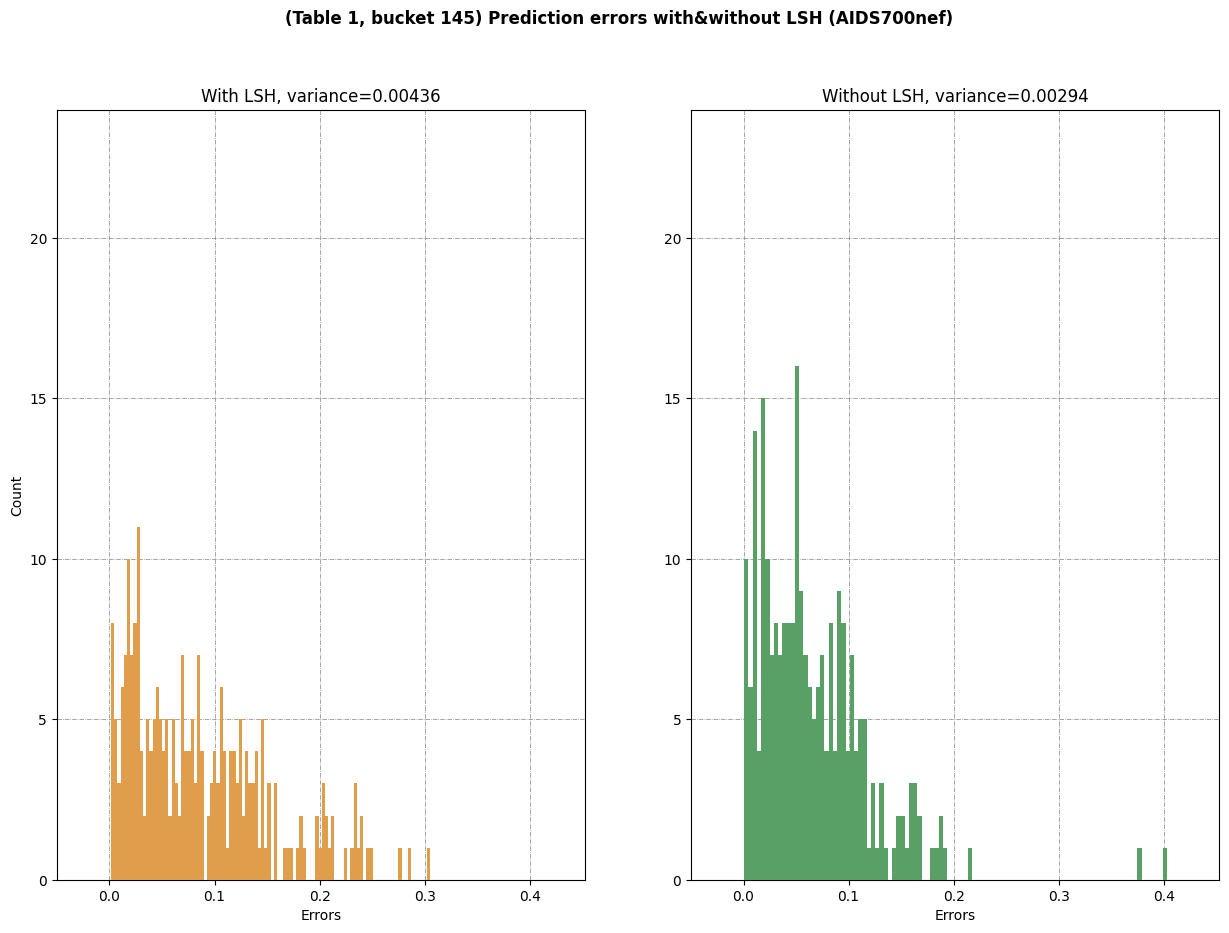 (Table 1, bucket 145) Prediction errors with&without LSH (AIDS700nef)
With LSH, variance=0.00436
Count
20
15
10
5
0
0.0 0.1 0.2 0.3 0.4
Errors
Without LSH, variance=0.00294
20
15
10
5
0
0.0 0.1 0.2 0.3 0.4
Errors